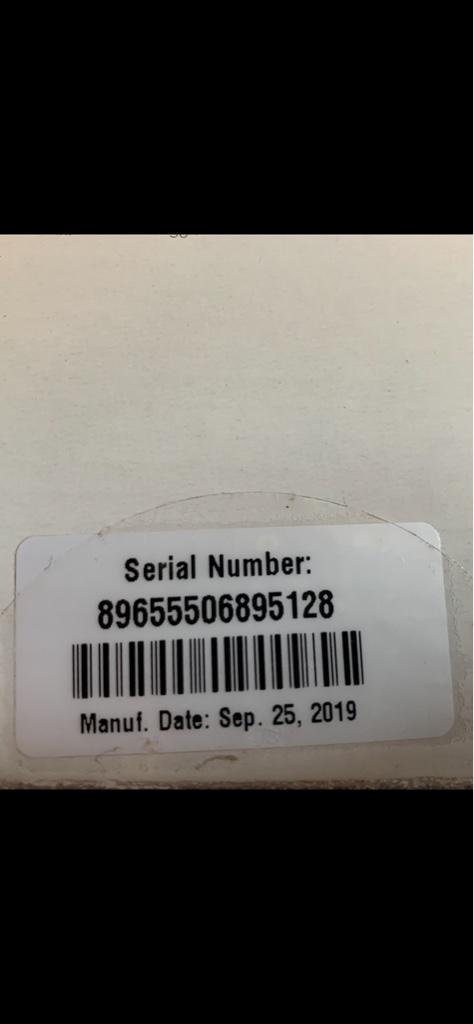 Serial Number:
89655506895128
Manuf. Date: Sep. 25, 2019